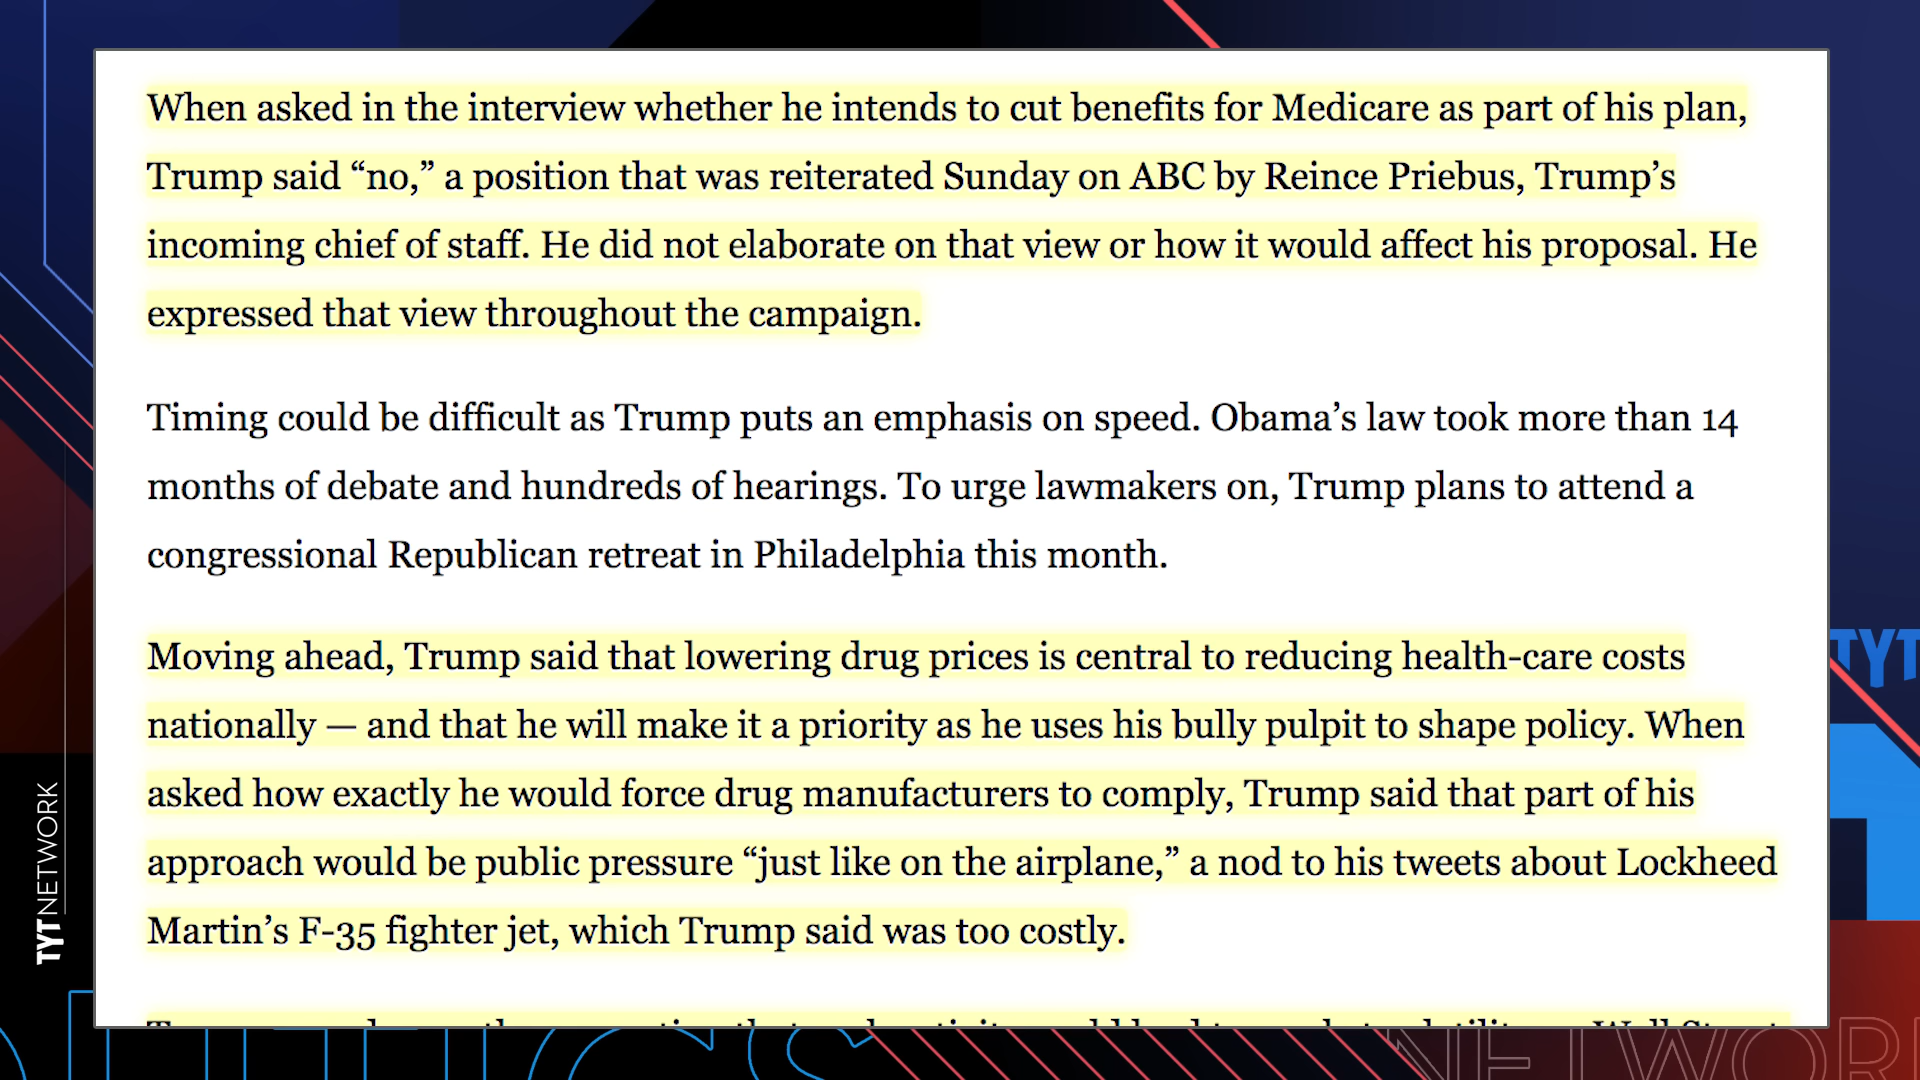 When asked in the interview whether he intends to cut benefits for Medicare as part of his plan,
Trump said “no,” a position that was reiterated Sunday on ABC by Reince Priebus, Trump’s
incoming chief of staff. He did not elaborate on that view or how it would affect his proposal. He
expressed that view throughout the campaign.
Timing could be difficult as Trump puts an emphasis on speed. Obama’s law took more than 14
months of debate and hundreds of hearings. To urge lawmakers on, Trump plans to attend a
congressional Republican retreat in Philadelphia this month.
Moving ahead, Trump said that lowering drug prices is central to reducing health-care costs
nationally — and that he will make it a priority as he uses his bully pulpit to shape policy. When
asked how exactly he would force drug manufacturers to comply, Trump said that part of his
approach would be public pressure “just like on the airplane,” a nod to his tweets about Lockheed
Martin’s F-35 fighter jet, which Trump said was too costly.
TYT NETWORK
TYT
NETWORK